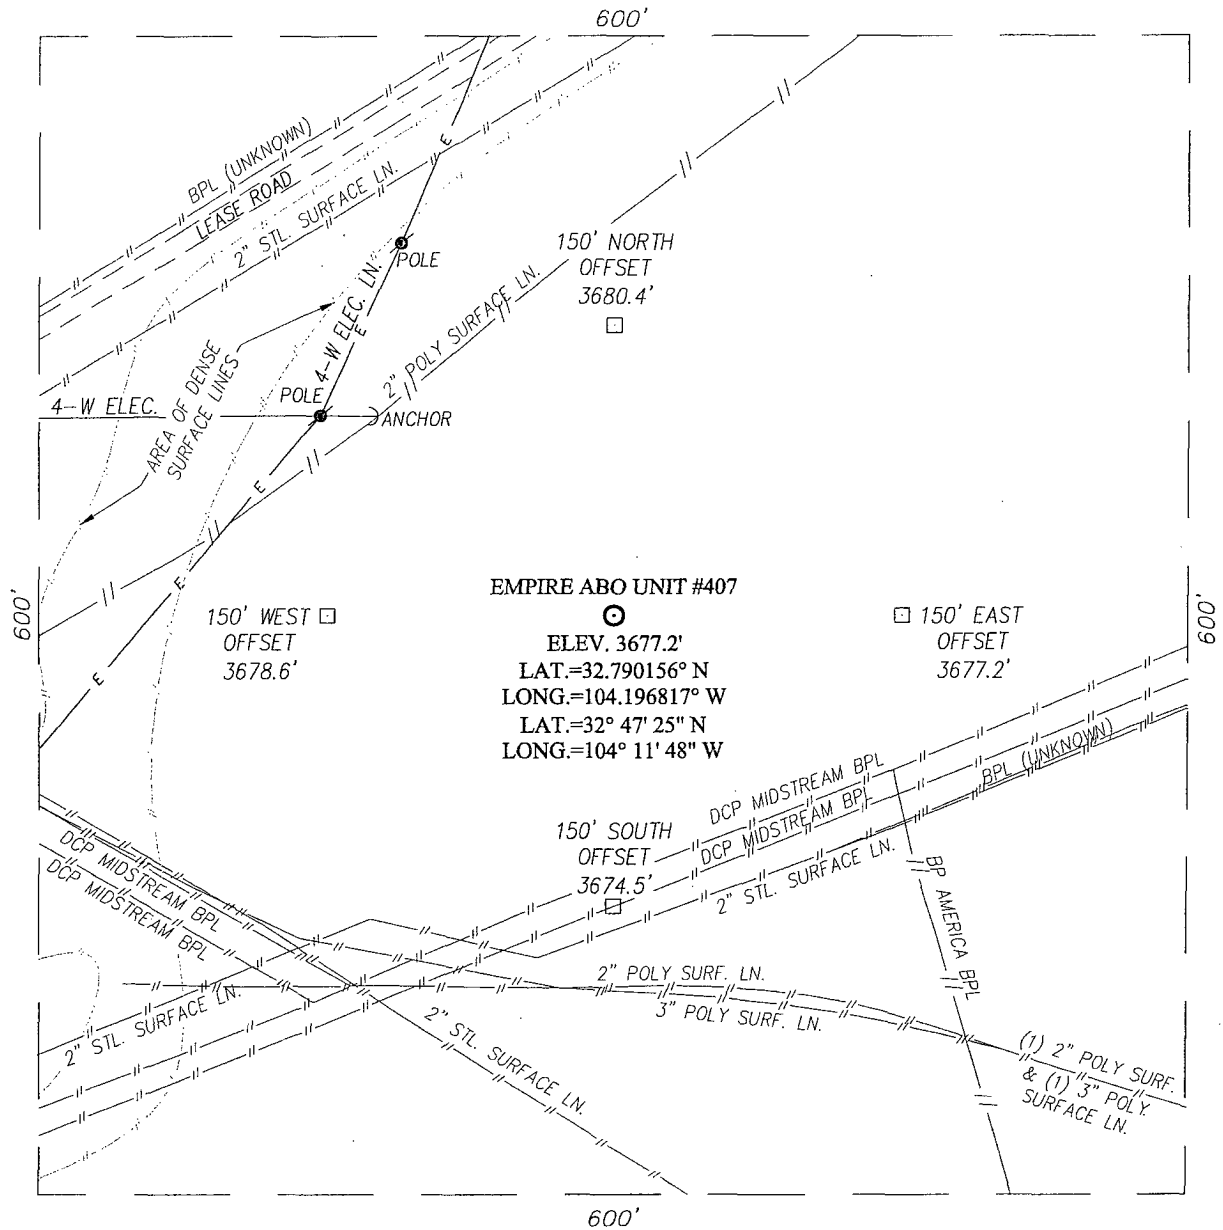 600'
BPL (UNKNOWN)
LEASE ROAD
2" STL. SURFACE LN.
150' NORTH
OFFSET
3680.4'
POLE
4-W ELEC. LN.
E
E
2" POLY SURFACE LN.
AREA OF DENSE
SURFACE LINES
POLE
4-W ELEC.
ANCHOR
E
E
E
600'
150' WEST
OFFSET
3678.6'
EMPIRE ABO UNIT #407
ELEV. 3677.2'
LAT.=32.790156° N
LONG.=104.196817° W
LAT.=32° 47' 25" N
LONG.=104° 11' 48" W
150' EAST
OFFSET
3677.2'
600'
DCP MIDSTREAM BPL
DCP MIDSTREAM BPL
BPL (UNKNOWN)
2" STL. SURFACE LN.
150' SOUTH
OFFSET
3674.5'
DCP MIDSTREAM BPL
DCP MIDSTREAM BPL
BP AMERICA BPL
2" POLY SURF. LN.
3" POLY SURF. LN.
2" STL. SURFACE LN.
2" STL. SURFACE LN.
(1) 2" POLY SURF.
& (1) 3" POLY.
SURFACE LN.
600'